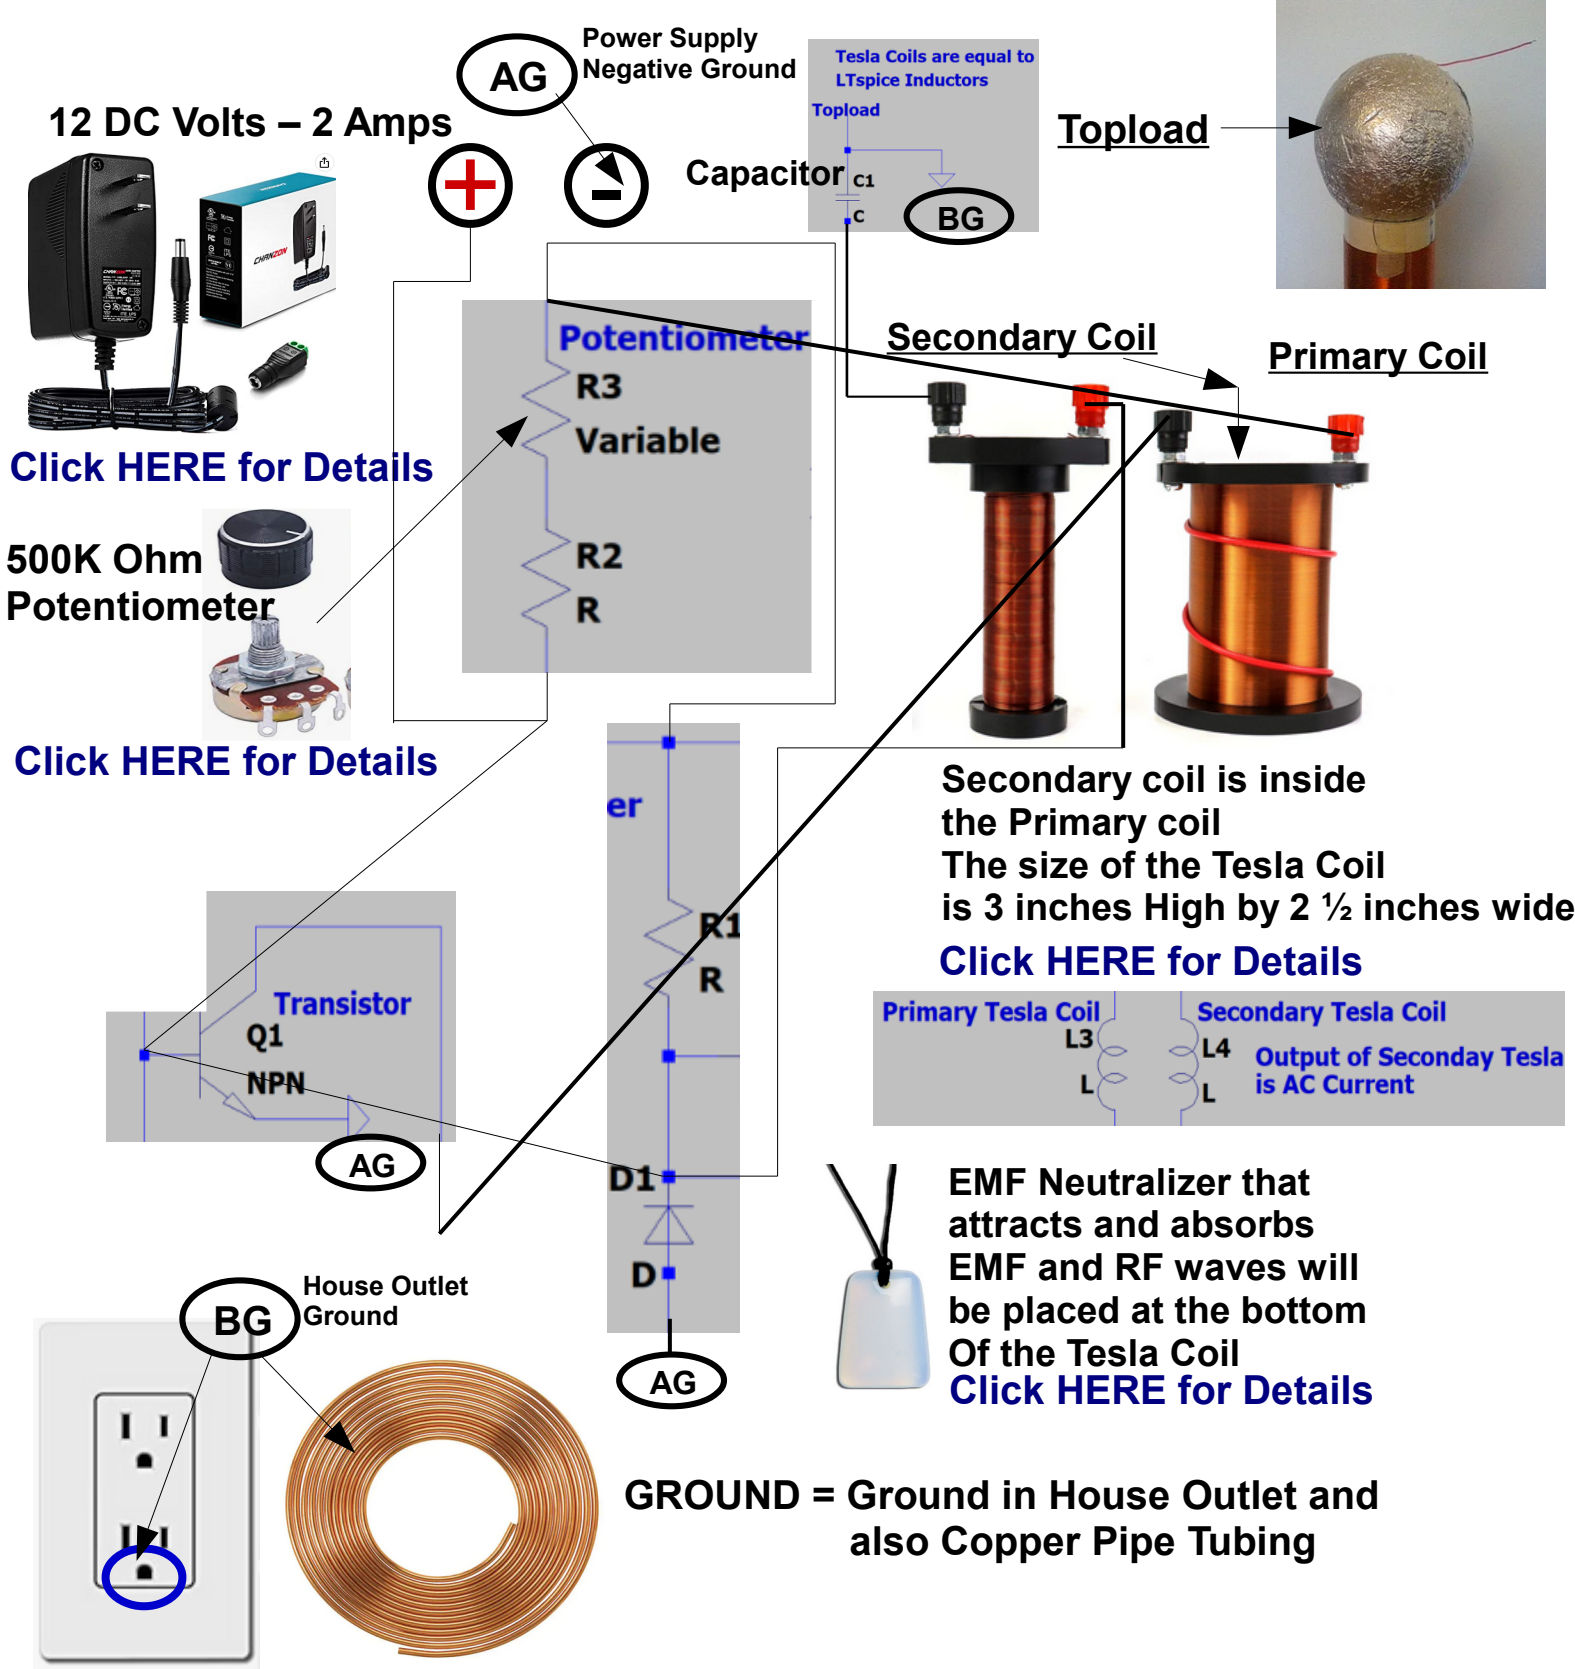 AG
Power Supply
Negative Ground
12 DC Volts – 2 Amps
CHANZON
CHANZON
+
-
Tesla Coils are equal to
LTspice Inductors
Topload
Capacitor
C1
C
BG
Topload
Click HERE for Details
500K Ohm
Potentiometer
Click HERE for Details
Potentiometer
R3
Variable
R2
R
Secondary Coil
Primary Coil
Secondary coil is inside
the Primary coil
The size of the Tesla Coil
is 3 inches High by 2 ½ inches wide
Click HERE for Details
er
R1
R
D1
D
AG
Transistor
Q1
NPN
AG
Primary Tesla Coil
L3
L
Secondary Tesla Coil
L4
L
Output of Seconday Tesla
is AC Current
EMF Neutralizer that
attracts and absorbs
EMF and RF waves will
be placed at the bottom
Of the Tesla Coil
Click HERE for Details
BG
House Outlet
Ground
GROUND = Ground in House Outlet and
also Copper Pipe Tubing